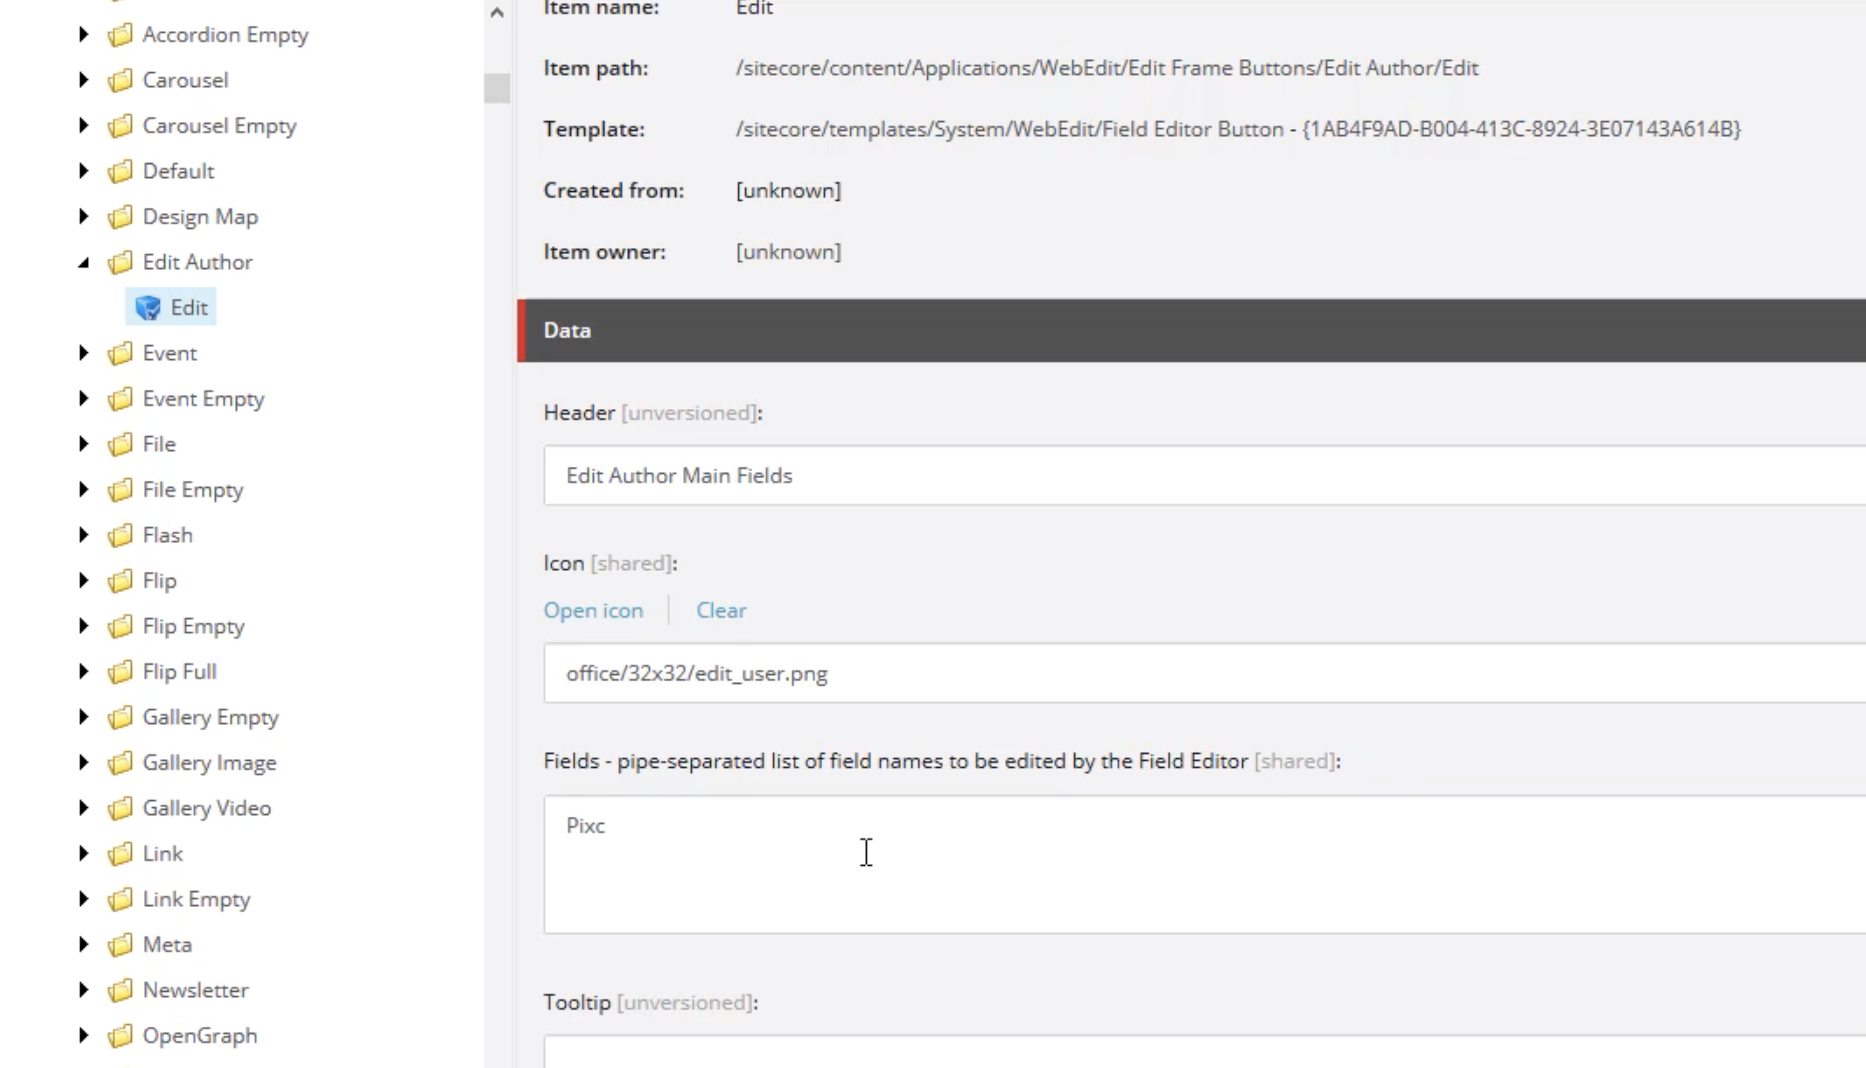 Accordion Empty
Carousel
Carousel Empty
Default
Design Map
Edit Author
Edit
Event
Event Empty
File
File Empty
Flash
Flip
Flip Empty
Flip Full
Gallery Empty
Gallery Image
Gallery Video
Link
Link Empty
Meta
Newsletter
OpenGraph
Item name: Edit
Item path: /sitecore/content/Applications/WebEdit/Edit Frame Buttons/Edit Author/Edit
Template: /sitecore/templates/System/WebEdit/Field Editor Button - {1AB4F9AD-B004-413C-8924-3E07143A614B}
Created from: [unknown]
Item owner: [unknown]
Data
Header [unversioned]:
Edit Author Main Fields
Icon [shared]:
Open icon Clear
office/32x32/edit_user.png
Fields - pipe-separated list of field names to be edited by the Field Editor [shared]:
Pixc
Tooltip [unversioned]: